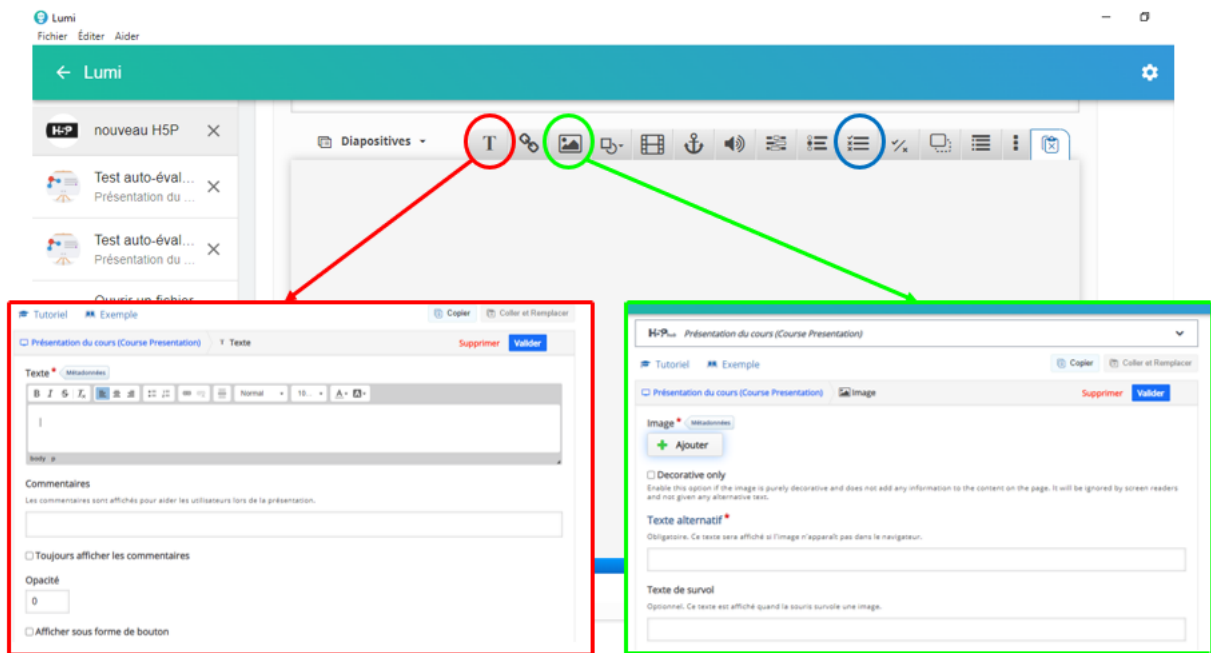 Lumi
Fichier Éditer Aider
Lumi
H5P nouveau H5P
Diapositives
T
Test auto-éval...
Présentation du ...
Test auto-éval...
Présentation du ...
Ouvrir un fichier
Tutoriel Exemple Copier Coller et Remplacer
Présentation du cours (Course Presentation) T Texte Supprimer Valider
Texte * Métadonnées
B I S Ix Normal 18... A A
body p
Commentaires
Les commentaires sont affichés pour aider les utilisateurs lors de la présentation.
Toujours afficher les commentaires
Opacité
0
Afficher sous forme de bouton
H5P Présentation du cours (Course Presentation)
Tutoriel Exemple Copier Coller et Remplacer
Présentation du cours (Course Presentation) Image Supprimer Valider
Image * Métadonnées
+ Ajouter
Decorative only
Enable this option if the image is purely decorative and does not add any information to the content on the page. It will be ignored by screen readers
and not given any alternative text.
Texte alternatif *
Obligatoire. Ce texte sera affiché si l'image n'apparaît pas dans le navigateur.
Texte de survol
Optionnel. Ce texte est affiché quand la souris survole une image.